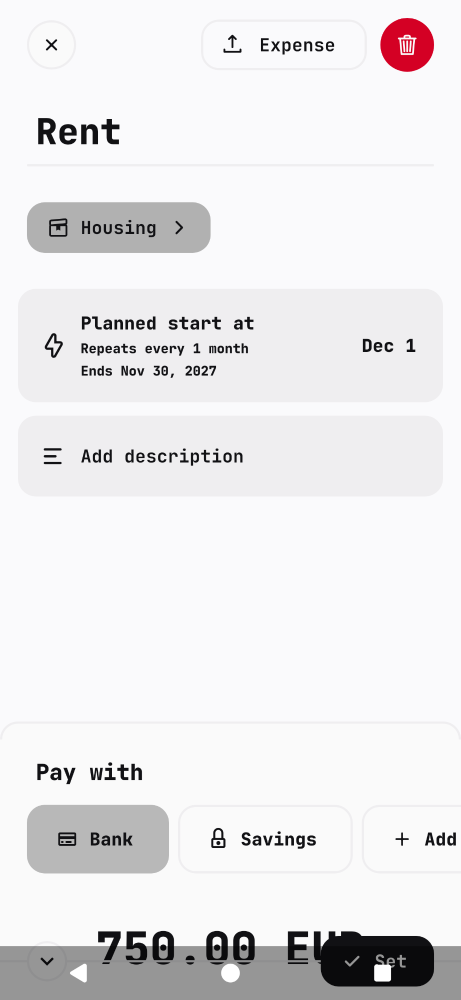 Expense
Rent
Housing
Planned start at
Repeats every 1 month
Ends Nov 30, 2027
Dec 1
Add description
Pay with
Bank
Savings
Add
750.00 EUR
Set